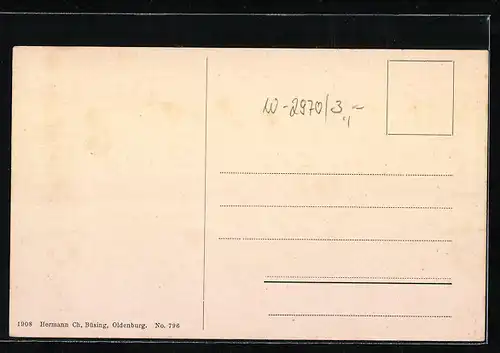 W-2970/3,-
1908 Hermann Ch. Büsing, Oldenburg. No. 796